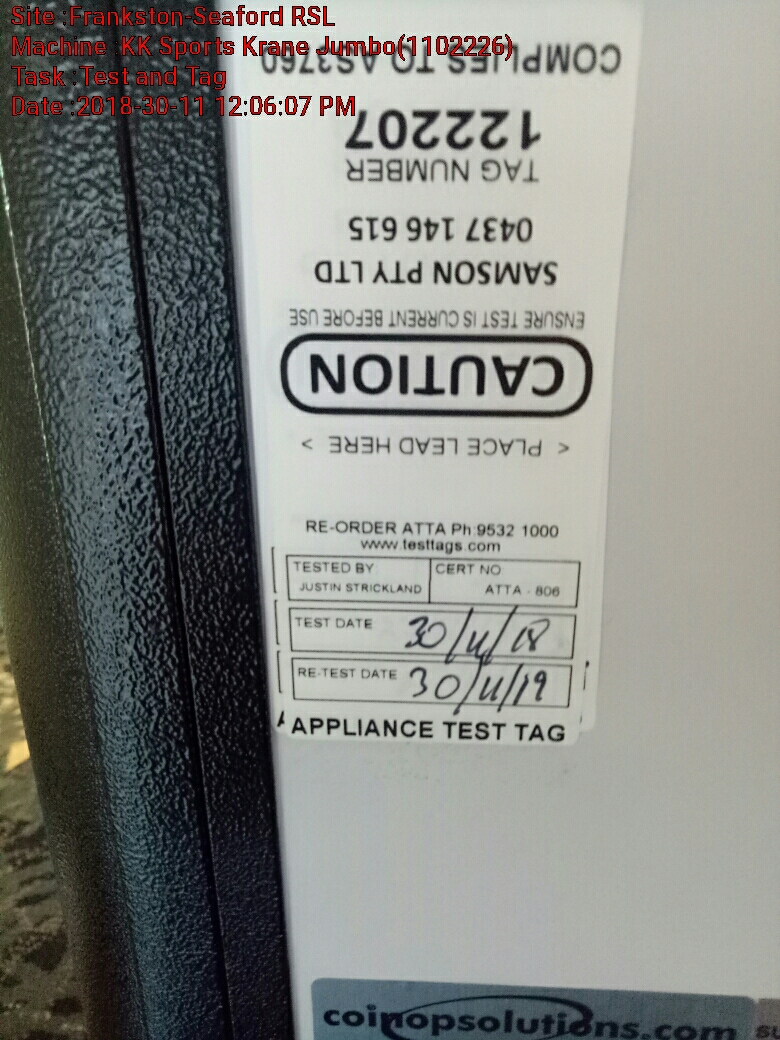 Site :Frankston-Seaford RSL
Machine :KK Sports Krane Jumbo(1102226)
Task :Test and Tag
Date :2018-30-11 12:06:07 PM
COMPLIES TO AS3760
122207
TAG NUMBER
0437 146 615
SAMSON PTY LTD
ENSURE TEST IS CURRENT BEFORE USE
CAUTION
< PLACE LEAD HERE >
RE-ORDER ATTA Ph:9532 1000
www.testtags.com
TESTED BY CERT NO
JUSTIN STRICKLAND ATTA - 806
TEST DATE 30/11/18
RE-TEST DATE 30/11/19
APPLIANCE TEST TAG
coinopsolutions.com